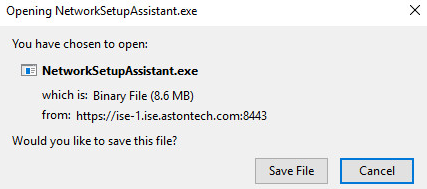 Opening NetworkSetupAssistant.exe
You have chosen to open:
NetworkSetupAssistant.exe
which is: Binary File (8.6 MB)
from: https://ise-1.ise.astontech.com:8443
Would you like to save this file?
Save File Cancel